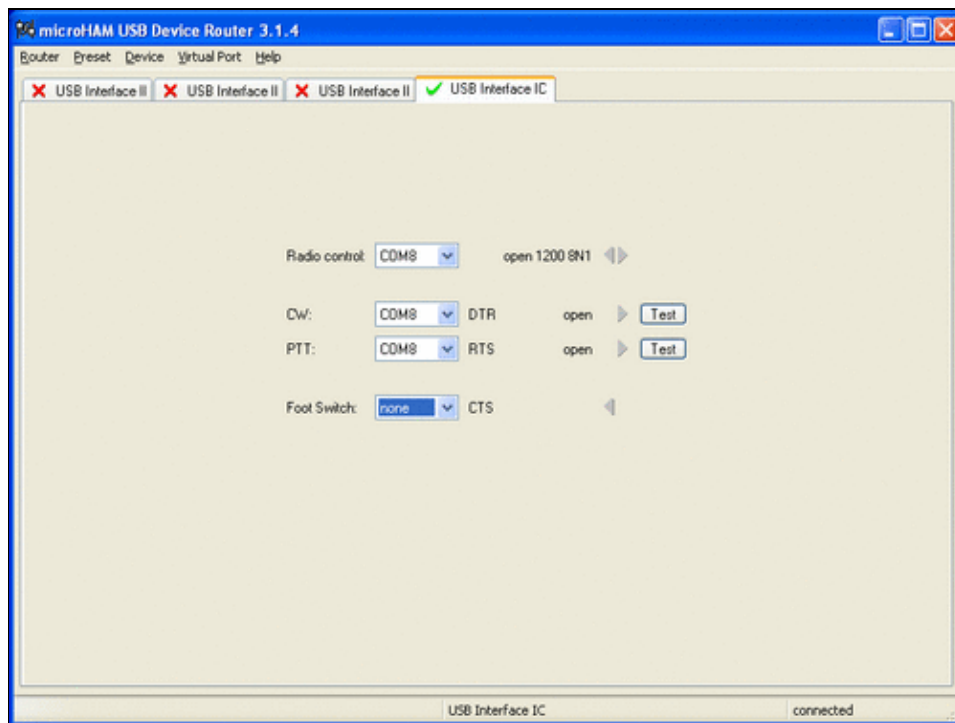 microHAM USB Device Router 3.1.4
Router Preset Device Virtual Port Help
USB Interface II USB Interface II USB Interface II USB Interface IC
Radio control: COM8 open 1200 8N1
CW: COM8 DTR open Test
PTT: COM8 RTS open Test
Foot Switch: none CTS
USB Interface IC connected